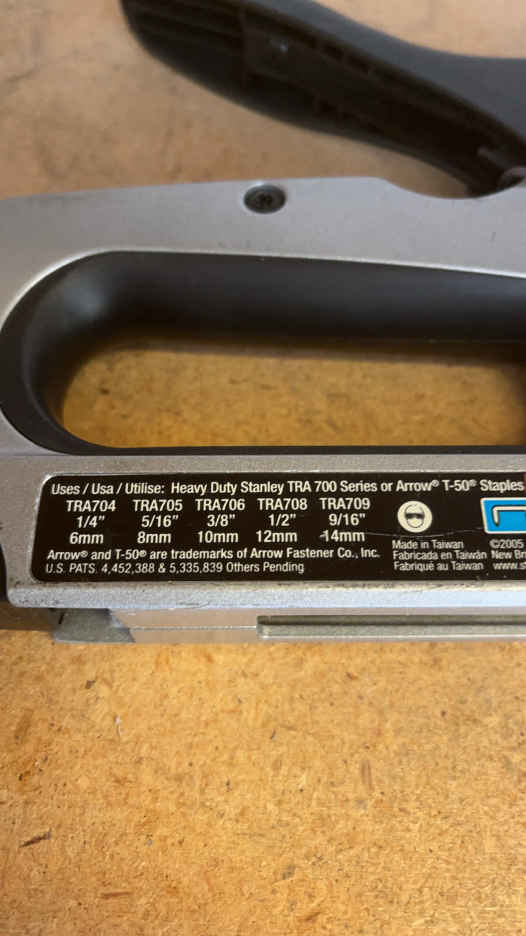 Uses / Usa / Utilise: Heavy Duty Stanley TRA 700 Series or Arrow® T-50® Staples
TRA704 TRA705 TRA706 TRA708 TRA709
1/4" 5/16" 3/8" 1/2" 9/16"
6mm 8mm 10mm 12mm 14mm
Arrow® and T-50® are trademarks of Arrow Fastener Co., Inc.
U.S. PATS. 4,452,388 & 5,335,839 Others Pending
Made in Taiwan ©2005
Fabricada en Taiwán New
Fabriqué au Taiwan www.